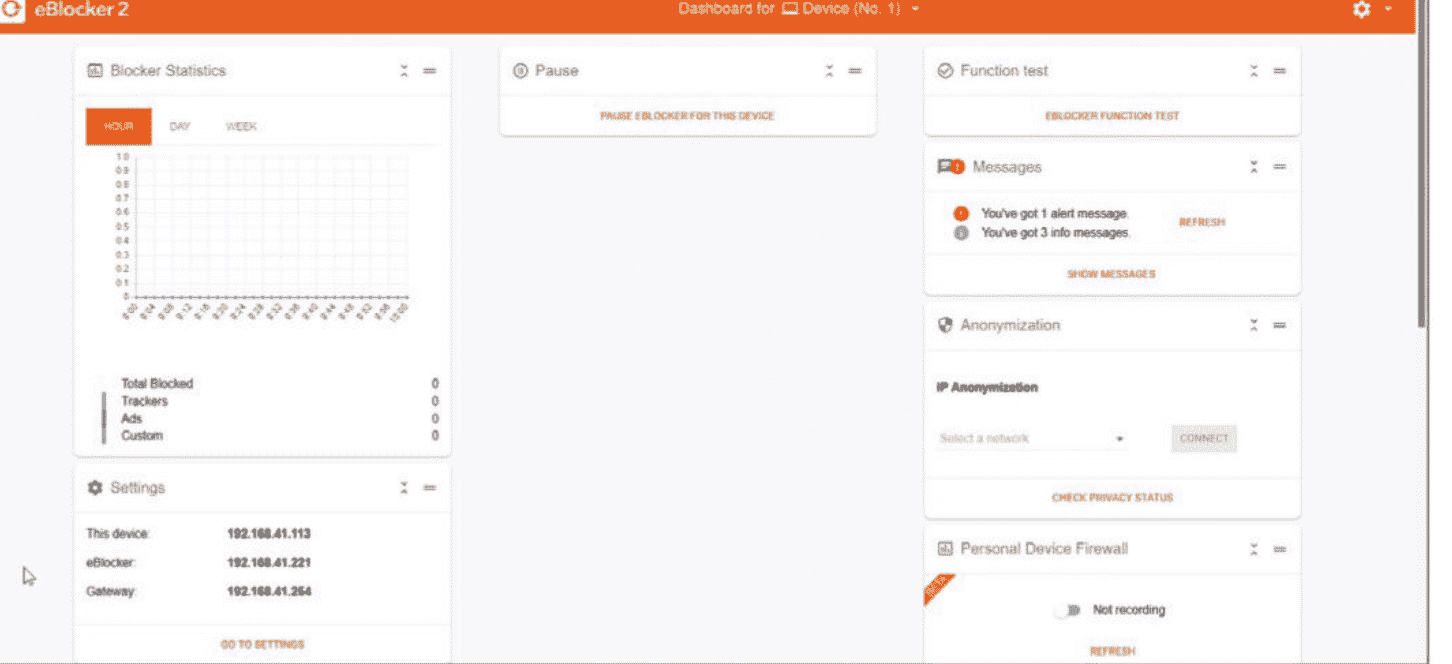 eBlocker 2
Dashboard for Device (No. 1)
Blocker Statistics
HOUR DAY WEEK
1.0
0.9
0.8
0.7
0.6
0.5
0.4
0.3
0.2
0.1
0
Total Blocked 0
Trackers 0
Ads 0
Custom 0
Settings
This device: 192.168.41.113
eBlocker: 192.168.41.221
Gateway: 192.168.41.254
GO TO SETTINGS
Pause
PAUSE EBLOCKER FOR THIS DEVICE
Function test
EBLOCKER FUNCTION TEST
Messages
You've got 1 alert message.
You've got 3 info messages.
REFRESH
SHOW MESSAGES
Anonymization
IP Anonymization
Select a network
CONNECT
CHECK PRIVACY STATUS
Personal Device Firewall
BETA
Not recording
REFRESH